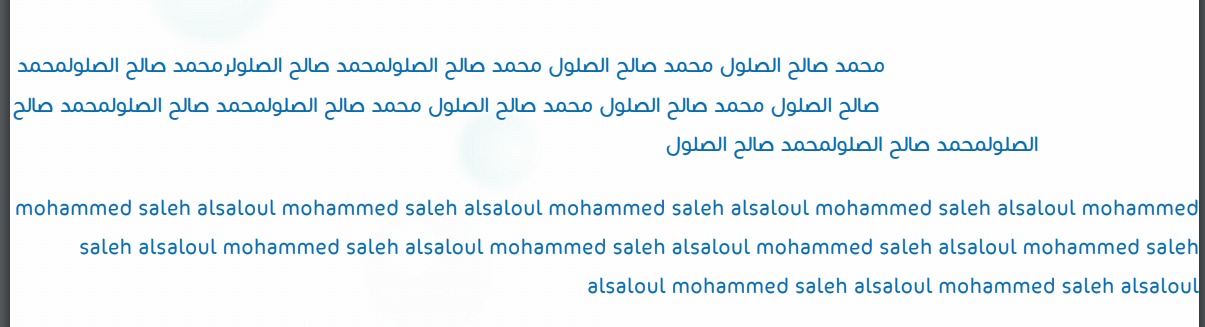 محمد صالح الصلول محمد صالح الصلول محمد صالح الصلولمحمد صالح الصلولرمحمد صالح الصلولمحمد
صالح الصلول محمد صالح الصلول محمد صالح الصلول محمد صالح الصلولمحمد صالح الصلولمحمد صالح
الصلولمحمد صالح الصلولمحمد صالح الصلول
mohammed saleh alsaloul mohammed saleh alsaloul mohammed saleh alsaloul mohammed saleh alsaloul mohammed
saleh alsaloul mohammed saleh alsaloul mohammed saleh alsaloul mohammed saleh alsaloul mohammed saleh
alsaloul mohammed saleh alsaloul mohammed saleh alsaloul